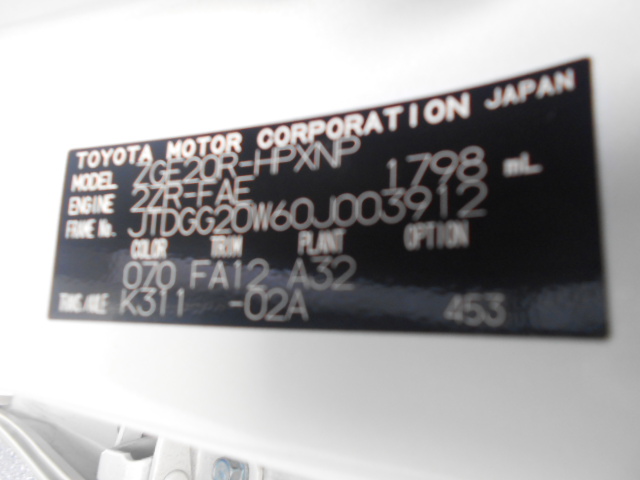 TOYOTA MOTOR CORPORATION JAPAN
MODEL ZGE20R-HPXNP
ENGINE 2ZR-FAE 1798 mL
FRAME No. JTDGG20W60J003912
COLOR TRIM PLANT OPTION
070 FA12 A32
TRANS/AXLE K311 -02A 453